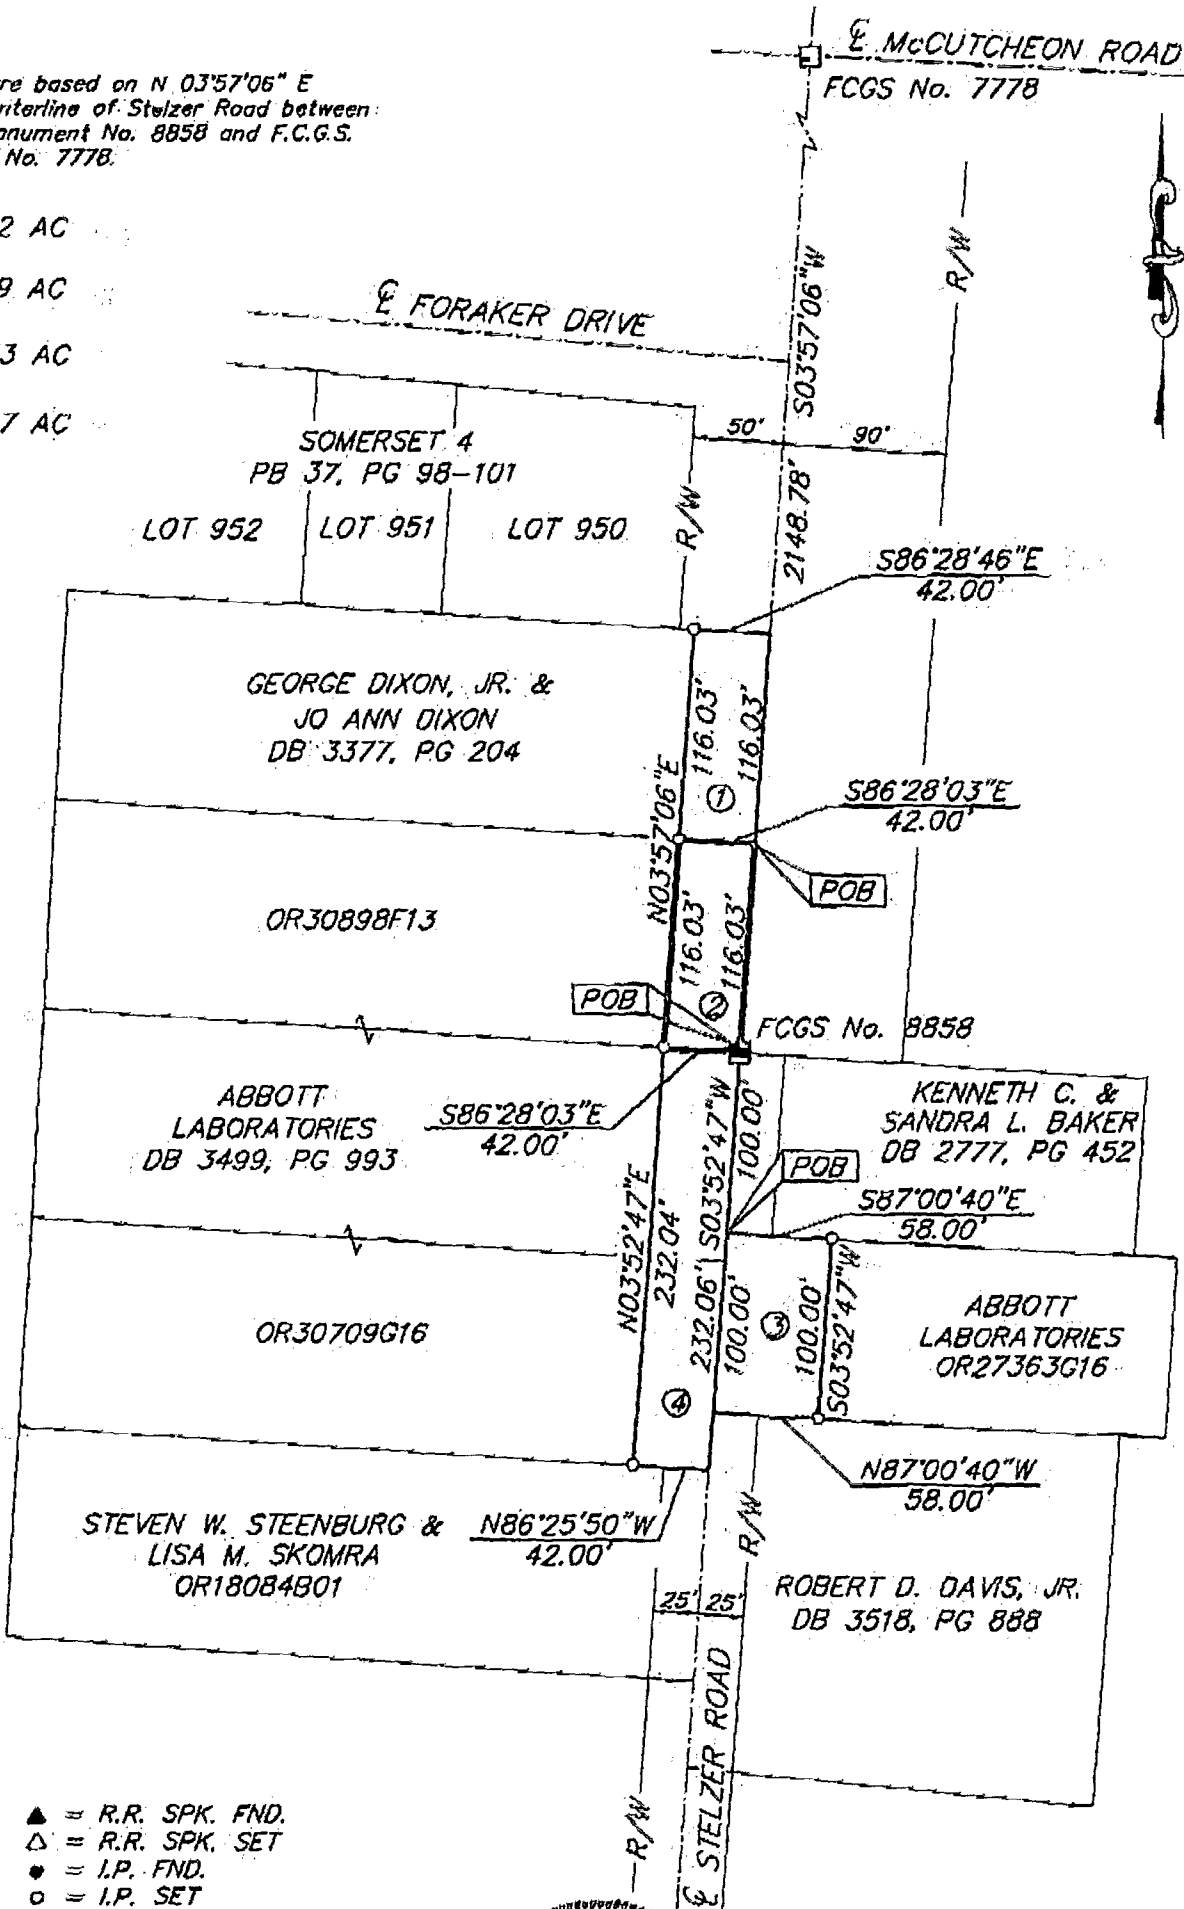 ℄ McCUTCHEON ROAD
FCGS No. 7778
re based on N 03°57'06" E
nterline of Stelzer Road between
onument No. 8858 and F.C.G.S.
No. 7778.
2 AC
9 AC
3 AC
7 AC
R/W
S03°57'06"W
℄ FORAKER DRIVE
50'
90'
SOMERSET 4
PB 37, PG 98-101
2148.78'
R/W
LOT 952
LOT 951
LOT 950
S86°28'46"E
42.00'
GEORGE DIXON, JR. &
JO ANN DIXON
DB 3377, PG 204
116.03'
116.03'
N03°57'06"E
1
S86°28'03"E
42.00'
POB
OR30898F13
116.03'
116.03'
2
POB
FCGS No. 8858
ABBOTT
LABORATORIES
DB 3499, PG 993
S86°28'03"E
42.00'
S03°52'47"W
100.00'
KENNETH C. &
SANDRA L. BAKER
DB 2777, PG 452
POB
S87°00'40"E
58.00'
N03°52'47"E
232.04'
232.06'
100.00'
3
100.00'
S03°52'47"W
ABBOTT
LABORATORIES
OR27363G16
OR30709G16
4
N87°00'40"W
58.00'
STEVEN W. STEENBURG &
LISA M. SKOMRA
OR18084B01
N86°25'50"W
42.00'
R/W
25'
25'
ROBERT D. DAVIS, JR.
DB 3518, PG 888
R/W
℄ STELZER ROAD
▲ = R.R. SPK. FND.
△ = R.R. SPK. SET
● = I.P. FND.
○ = I.P. SET